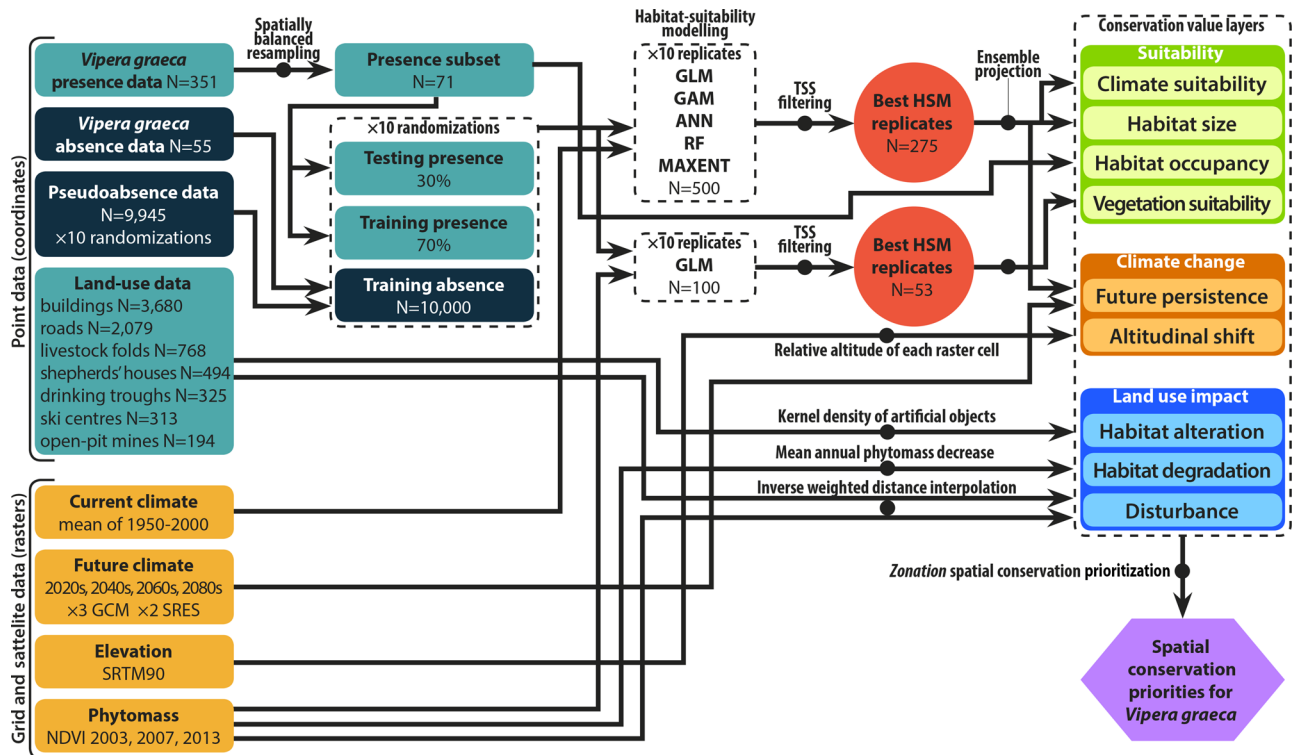 Point data (coordinates)
Vipera graeca
presence data N=351
Spatially
balanced
resampling
Presence subset
N=71
Vipera graeca
absence data N=55
Pseudoabsence data
N=9,945
×10 randomizations
×10 randomizations
Testing presence
30%
Training presence
70%
Training absence
N=10,000
Land-use data
buildings N=3,680
roads N=2,079
livestock folds N=768
shepherds' houses N=494
drinking troughs N=325
ski centres N=313
open-pit mines N=194
Grid and sattelite data (rasters)
Current climate
mean of 1950-2000
Future climate
2020s, 2040s, 2060s, 2080s
×3 GCM ×2 SRES
Elevation
SRTM90
Phytomass
NDVI 2003, 2007, 2013
Habitat-suitability
modelling
×10 replicates
GLM
GAM
ANN
RF
MAXENT
N=500
TSS
filtering
Best HSM
replicates
N=275
Ensemble
projection
×10 replicates
GLM
N=100
TSS
filtering
Best HSM
replicates
N=53
Relative altitude of each raster cell
Kernel density of artificial objects
Mean annual phytomass decrease
Inverse weighted distance interpolation
Conservation value layers
Suitability
Climate suitability
Habitat size
Habitat occupancy
Vegetation suitability
Climate change
Future persistence
Altitudinal shift
Land use impact
Habitat alteration
Habitat degradation
Disturbance
Zonation spatial conservation prioritization
Spatial
conservation
priorities for
Vipera graeca